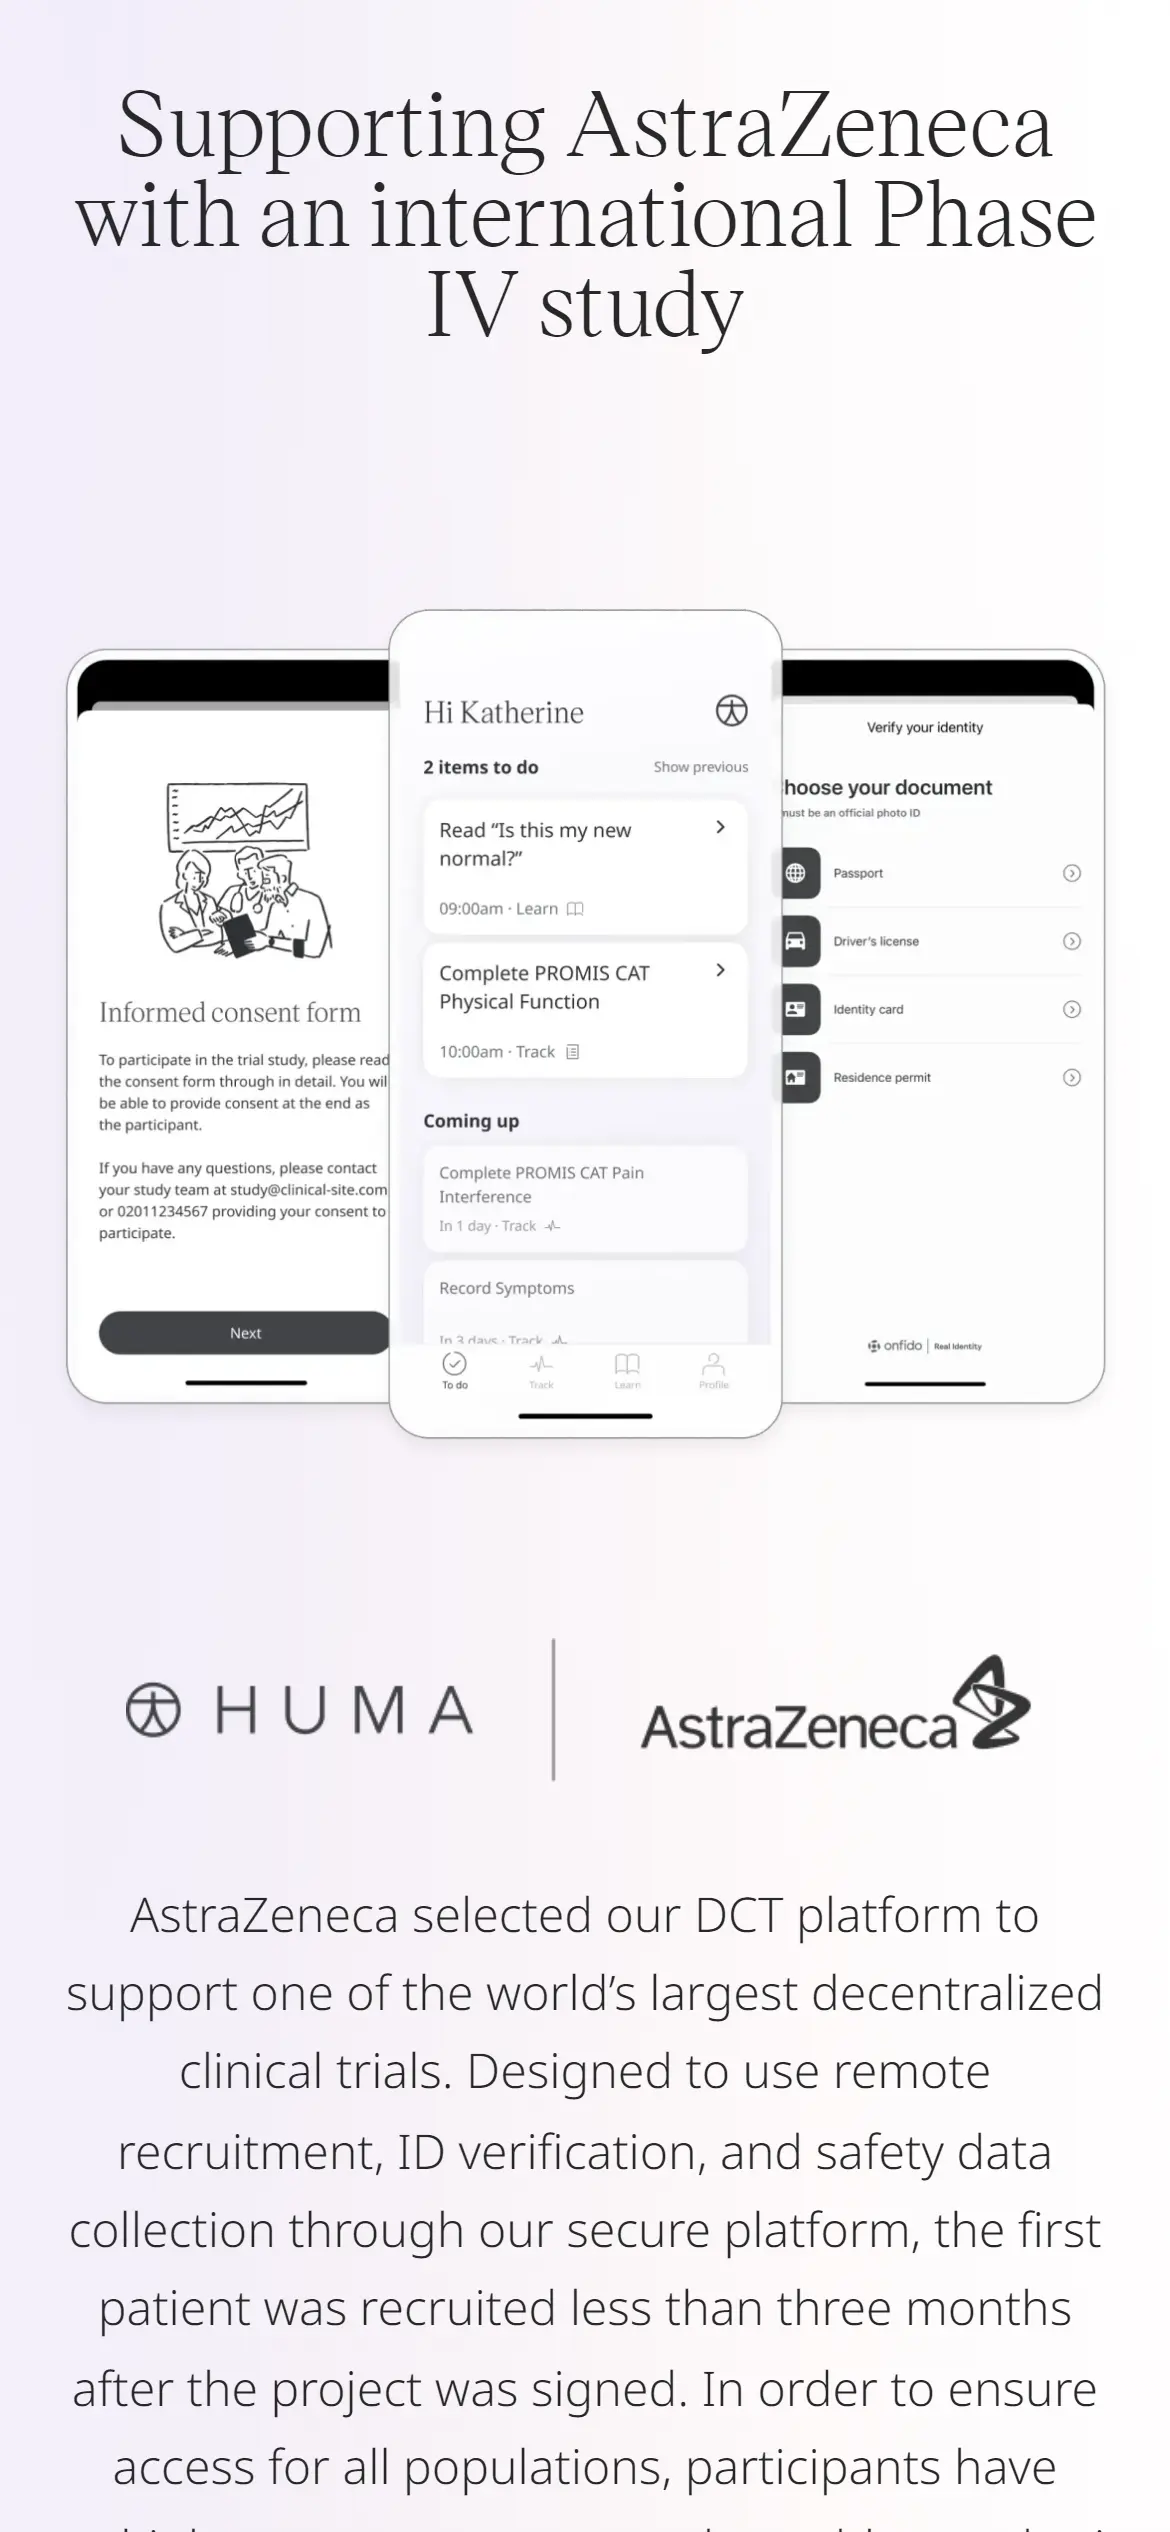 Supporting AstraZeneca
with an international Phase
IV study
Informed consent form
To participate in the trial study, please read
the consent form through in detail. You will
be able to provide consent at the end as
the participant.
If you have any questions, please contact
your study team at study@clinical-site.com
or 02011234567 providing your consent to
participate.
Next
Hi Katherine
2 items to do
Show previous
Read “Is this my new
normal?”
09:00am · Learn
Complete PROMIS CAT
Physical Function
10:00am · Track
Coming up
Complete PROMIS CAT Pain
Interference
In 1 day · Track
Record Symptoms
In 3 days · Track
To do
Track
Learn
Profile
Verify your identity
hoose your document
must be an official photo ID
Passport
Driver's license
Identity card
Residence permit
onfido | Real Identity
HUMA
AstraZeneca
AstraZeneca selected our DCT platform to
support one of the world’s largest decentralized
clinical trials. Designed to use remote
recruitment, ID verification, and safety data
collection through our secure platform, the first
patient was recruited less than three months
after the project was signed. In order to ensure
access for all populations, participants have